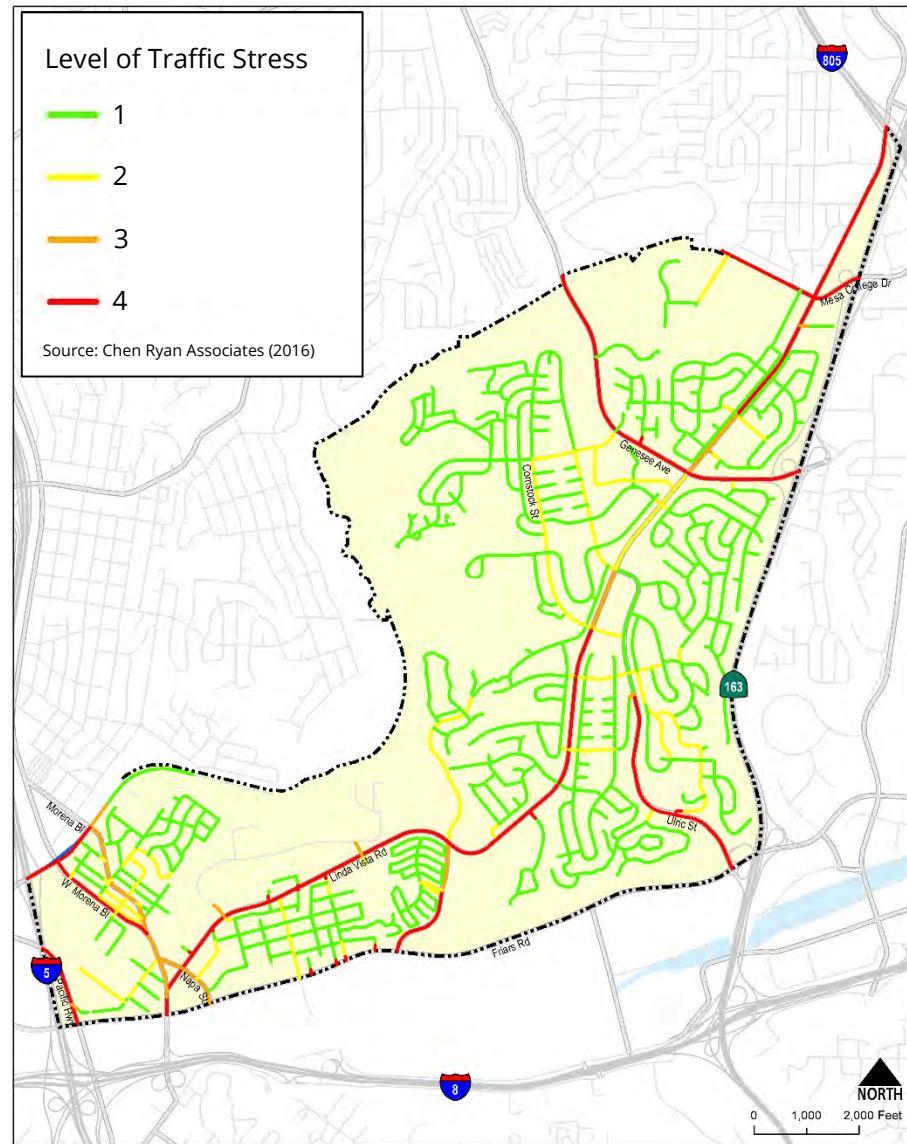 Level of Traffic Stress
1
2
3
4
Source: Chen Ryan Associates (2016)
805
Mesa College Dr
Genesee Ave
Comstock St
163
Ulric St
Morena Bl
W Morena Bl
Linda Vista Rd
Napa St
Friars Rd
5
Pacific Hwy
8
NORTH
0 1,000 2,000 Feet